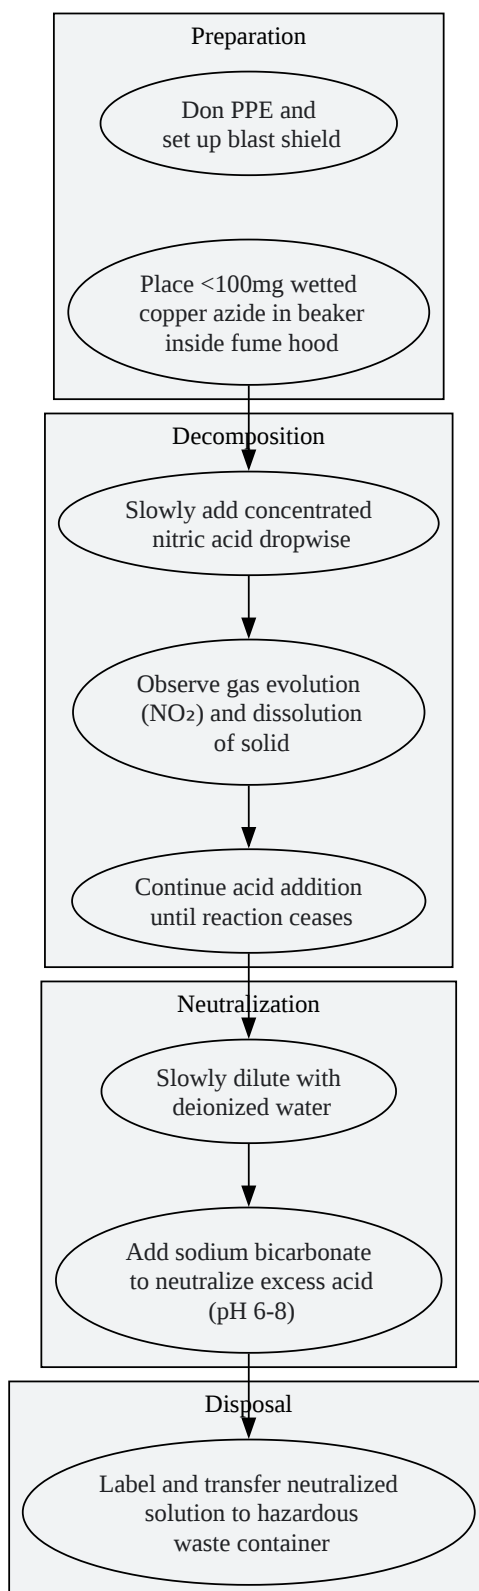 Preparation
Don PPE and
set up blast shield
Place <100mg wetted
copper azide in beaker
inside fume hood
Decomposition
Slowly add concentrated
nitric acid dropwise
Observe gas evolution
(NO₂) and dissolution
of solid
Continue acid addition
until reaction ceases
Neutralization
Slowly dilute with
deionized water
Add sodium bicarbonate
to neutralize excess acid
(pH 6-8)
Disposal
Label and transfer neutralized
solution to hazardous
waste container